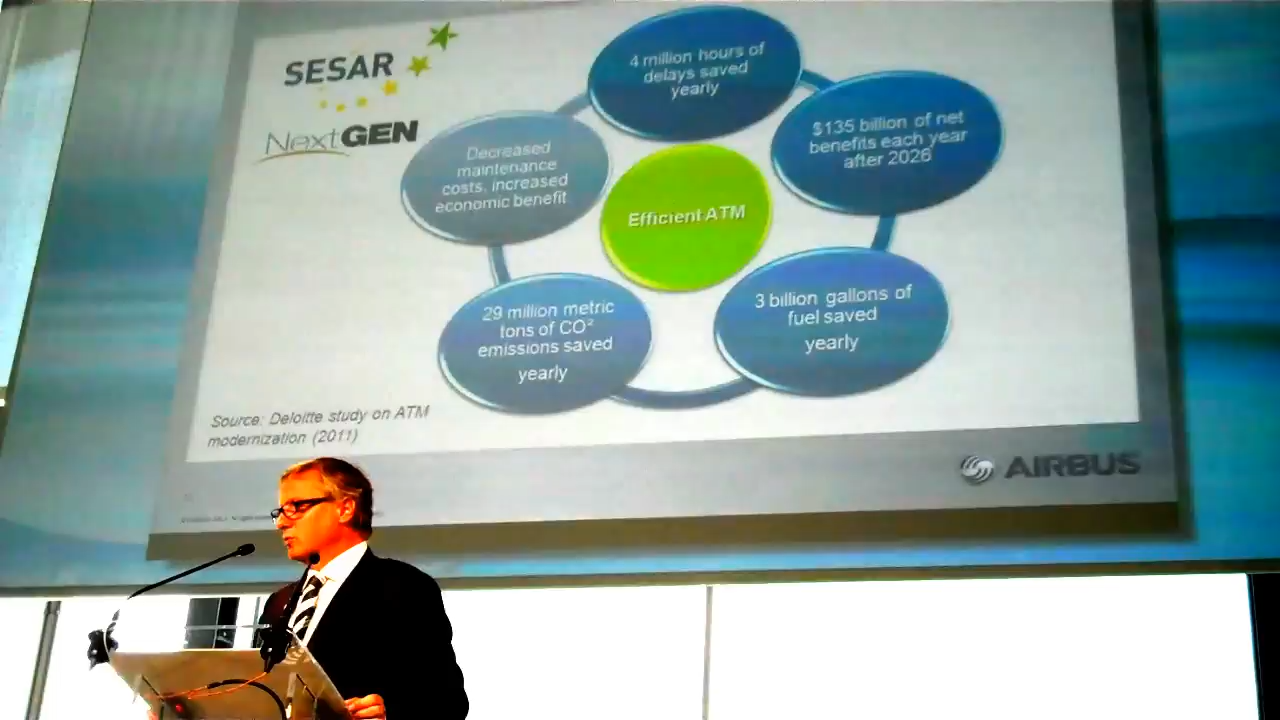 SESAR
NextGEN
4 million hours of
delays saved
yearly
$135 billion of net
benefits each year
after 2026
Decreased
maintenance
costs, increased
economic benefit
Efficient ATM
29 million metric
tons of CO²
emissions saved
yearly
3 billion gallons of
fuel saved
yearly
Source: Deloitte study on ATM
modernization (2011)
AIRBUS